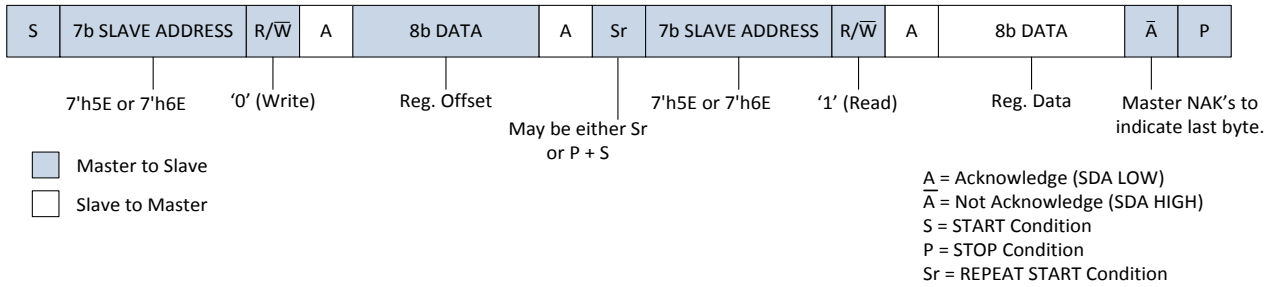 S 7b SLAVE ADDRESS R/W̅ A 8b DATA A Sr 7b SLAVE ADDRESS R/W̅ A 8b DATA A̅ P
7'h5E or 7'h6E '0' (Write) Reg. Offset 7'h5E or 7'h6E '1' (Read) Reg. Data Master NAK's to
indicate last byte.
May be either Sr
or P + S
Master to Slave
Slave to Master
A = Acknowledge (SDA LOW)
A̅ = Not Acknowledge (SDA HIGH)
S = START Condition
P = STOP Condition
Sr = REPEAT START Condition